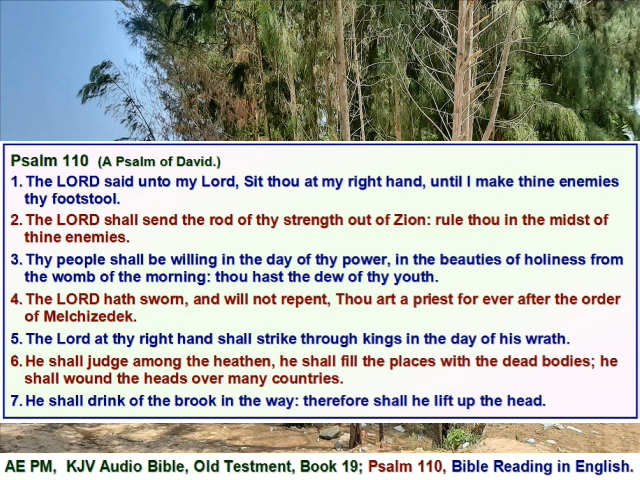 Psalm 110 (A Psalm of David.)
1. The LORD said unto my Lord, Sit thou at my right hand, until I make thine enemies
thy footstool.
2. The LORD shall send the rod of thy strength out of Zion: rule thou in the midst of
thine enemies.
3. Thy people shall be willing in the day of thy power, in the beauties of holiness from
the womb of the morning: thou hast the dew of thy youth.
4. The LORD hath sworn, and will not repent, Thou art a priest for ever after the order
of Melchizedek.
5. The Lord at thy right hand shall strike through kings in the day of his wrath.
6. He shall judge among the heathen, he shall fill the places with the dead bodies; he
shall wound the heads over many countries.
7. He shall drink of the brook in the way: therefore shall he lift up the head.
AE PM, KJV Audio Bible, Old Testment, Book 19; Psalm 110, Bible Reading in English.